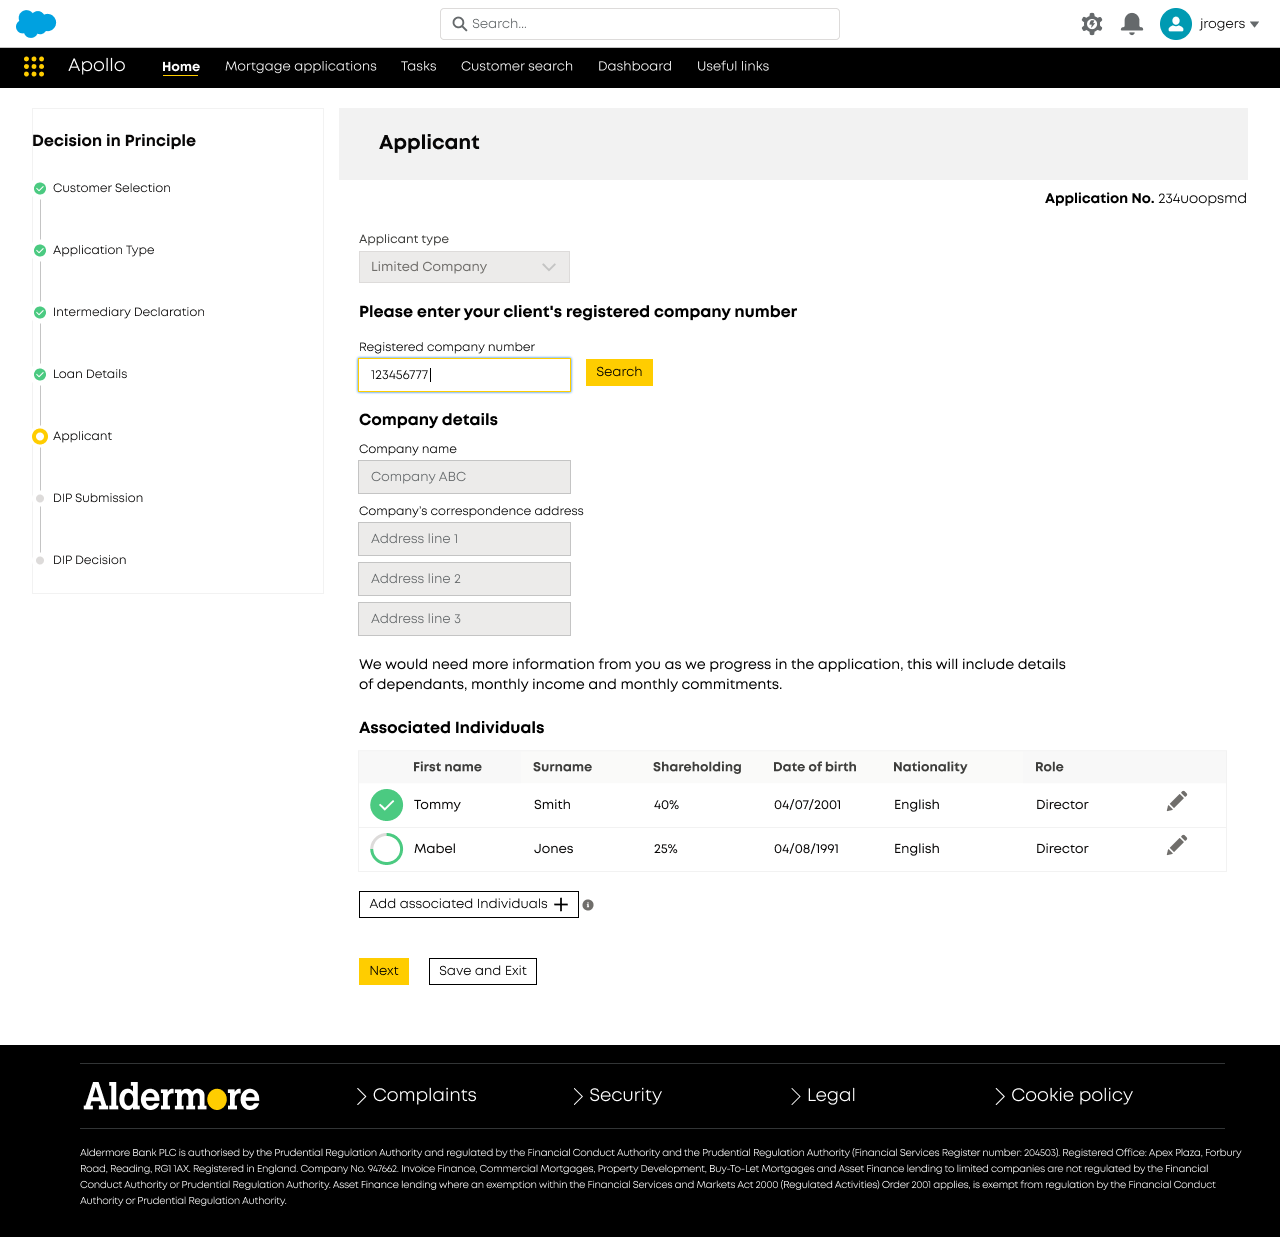 Search...
jrogers
Apollo
Home Mortgage applications Tasks Customer search Dashboard Useful links
Decision in Principle
Customer Selection
Application Type
Intermediary Declaration
Loan Details
Applicant
DIP Submission
DIP Decision
Applicant
Application No. 234uoopsmd
Applicant type
Limited Company
Please enter your client's registered company number
Registered company number
123456777
Search
Company details
Company name
Company ABC
Company's correspondence address
Address line 1
Address line 2
Address line 3
We would need more information from you as we progress in the application, this will include details
of dependants, monthly income and monthly commitments.
Associated Individuals
First name Surname Shareholding Date of birth Nationality Role
Tommy Smith 40% 04/07/2001 English Director
Mabel Jones 25% 04/08/1991 English Director
Add associated Individuals
Next Save and Exit
Aldermore
Complaints Security Legal Cookie policy
Aldermore Bank PLC is authorised by the Prudential Regulation Authority and regulated by the Financial Conduct Authority and the Prudential Regulation Authority (Financial Services Register number: 204503). Registered Office: Apex Plaza, Forbury
Road, Reading, RG1 1AX. Registered in England. Company No. 947662. Invoice Finance, Commercial Mortgages, Property Development, Buy-To-Let Mortgages and Asset Finance lending to limited companies are not regulated by the Financial
Conduct Authority or Prudential Regulation Authority. Asset Finance lending where an exemption within the Financial Services and Markets Act 2000 (Regulated Activities) Order 2001 applies, is exempt from regulation by the Financial Conduct
Authority or Prudential Regulation Authority.